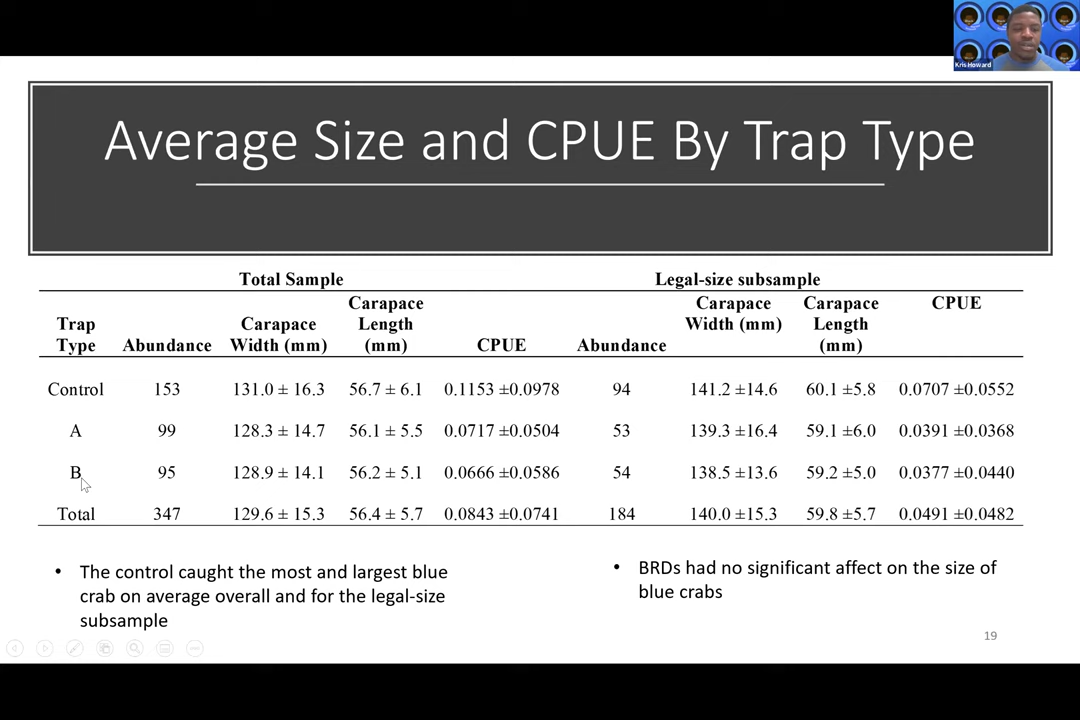 Kris Howard
Average Size and CPUE By Trap Type
Total Sample Legal-size subsample
Trap Type Abundance Carapace Width (mm) Carapace Length (mm) CPUE Abundance Carapace Width (mm) Carapace Length (mm) CPUE
Control 153 131.0 ± 16.3 56.7 ± 6.1 0.1153 ±0.0978 94 141.2 ±14.6 60.1 ±5.8 0.0707 ±0.0552
A 99 128.3 ± 14.7 56.1 ± 5.5 0.0717 ±0.0504 53 139.3 ±16.4 59.1 ±6.0 0.0391 ±0.0368
B 95 128.9 ± 14.1 56.2 ± 5.1 0.0666 ±0.0586 54 138.5 ±13.6 59.2 ±5.0 0.0377 ±0.0440
Total 347 129.6 ± 15.3 56.4 ± 5.7 0.0843 ±0.0741 184 140.0 ±15.3 59.8 ±5.7 0.0491 ±0.0482
• The control caught the most and largest blue
crab on average overall and for the legal-size
subsample
• BRDs had no significant affect on the size of
blue crabs
19